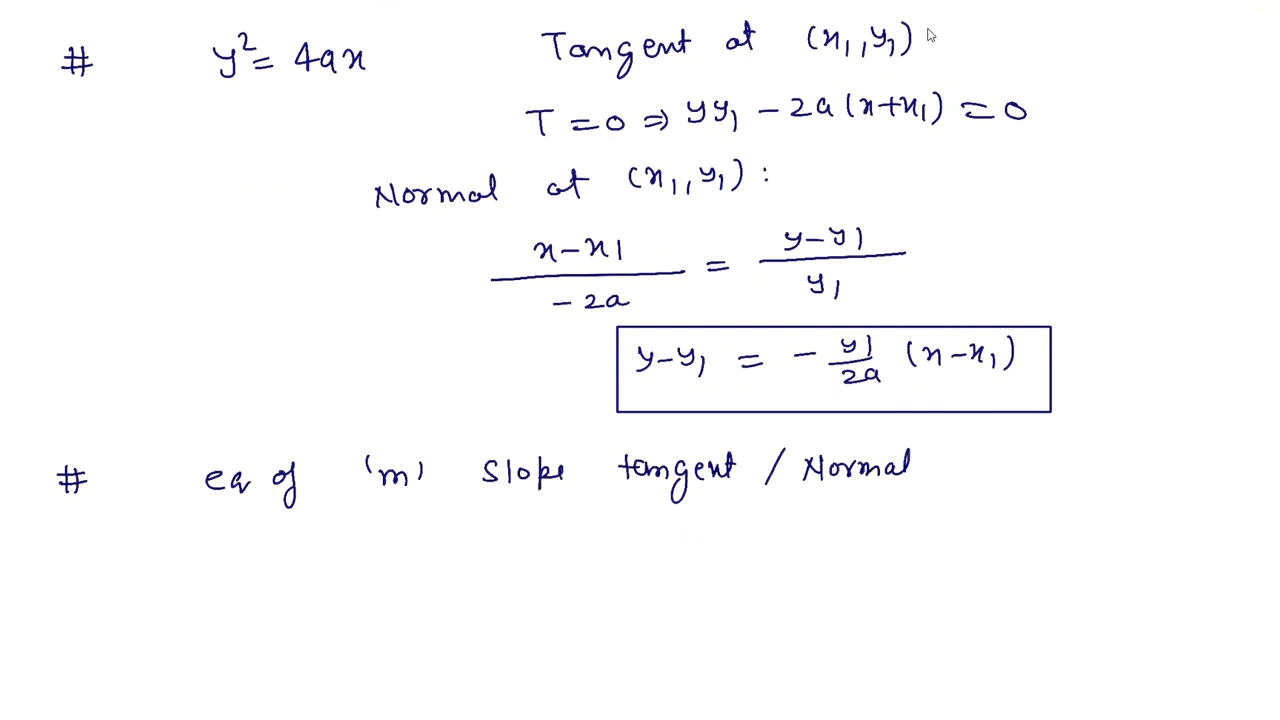 # y² = 4ax Tangent at (x₁, y₁)
T = 0 ⇒ yy₁ - 2a (x+x₁) = 0
Normal at (x₁, y₁) :
x-x₁ / -2a = y-y₁ / y₁
y-y₁ = - y₁/2a (x-x₁)
# eq of 'm' slope tangent / Normal